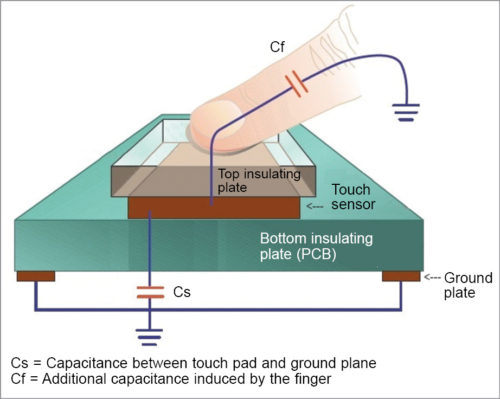 Cf
Top insulating
plate
<--- Touch
sensor
Bottom insulating
plate (PCB)
<--- Ground
plate
Cs
Cs = Capacitance between touch pad and ground plane
Cf = Additional capacitance induced by the finger